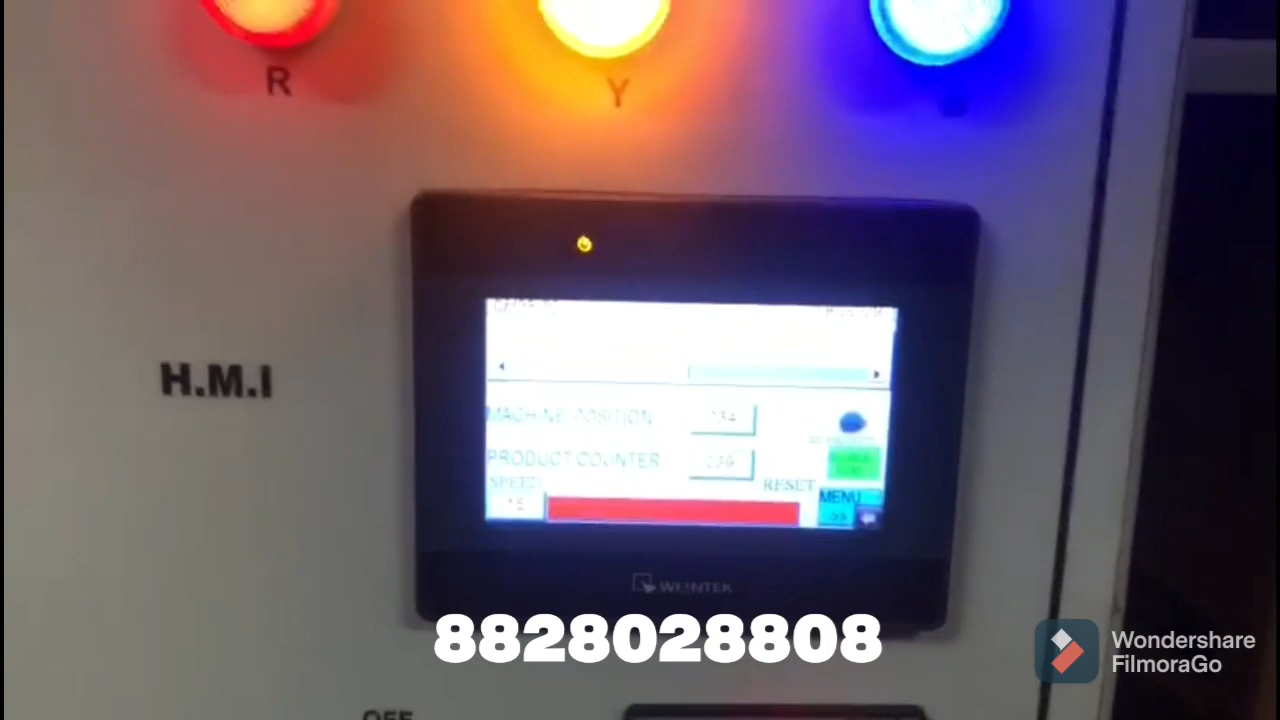 R
Y
H.M.I
MACHINE POSITION
PRODUCT COUNTER
SPEED
RESET
MENU
>>
WEINTEK
8828028808
Wondershare
FilmoraGo
OFF